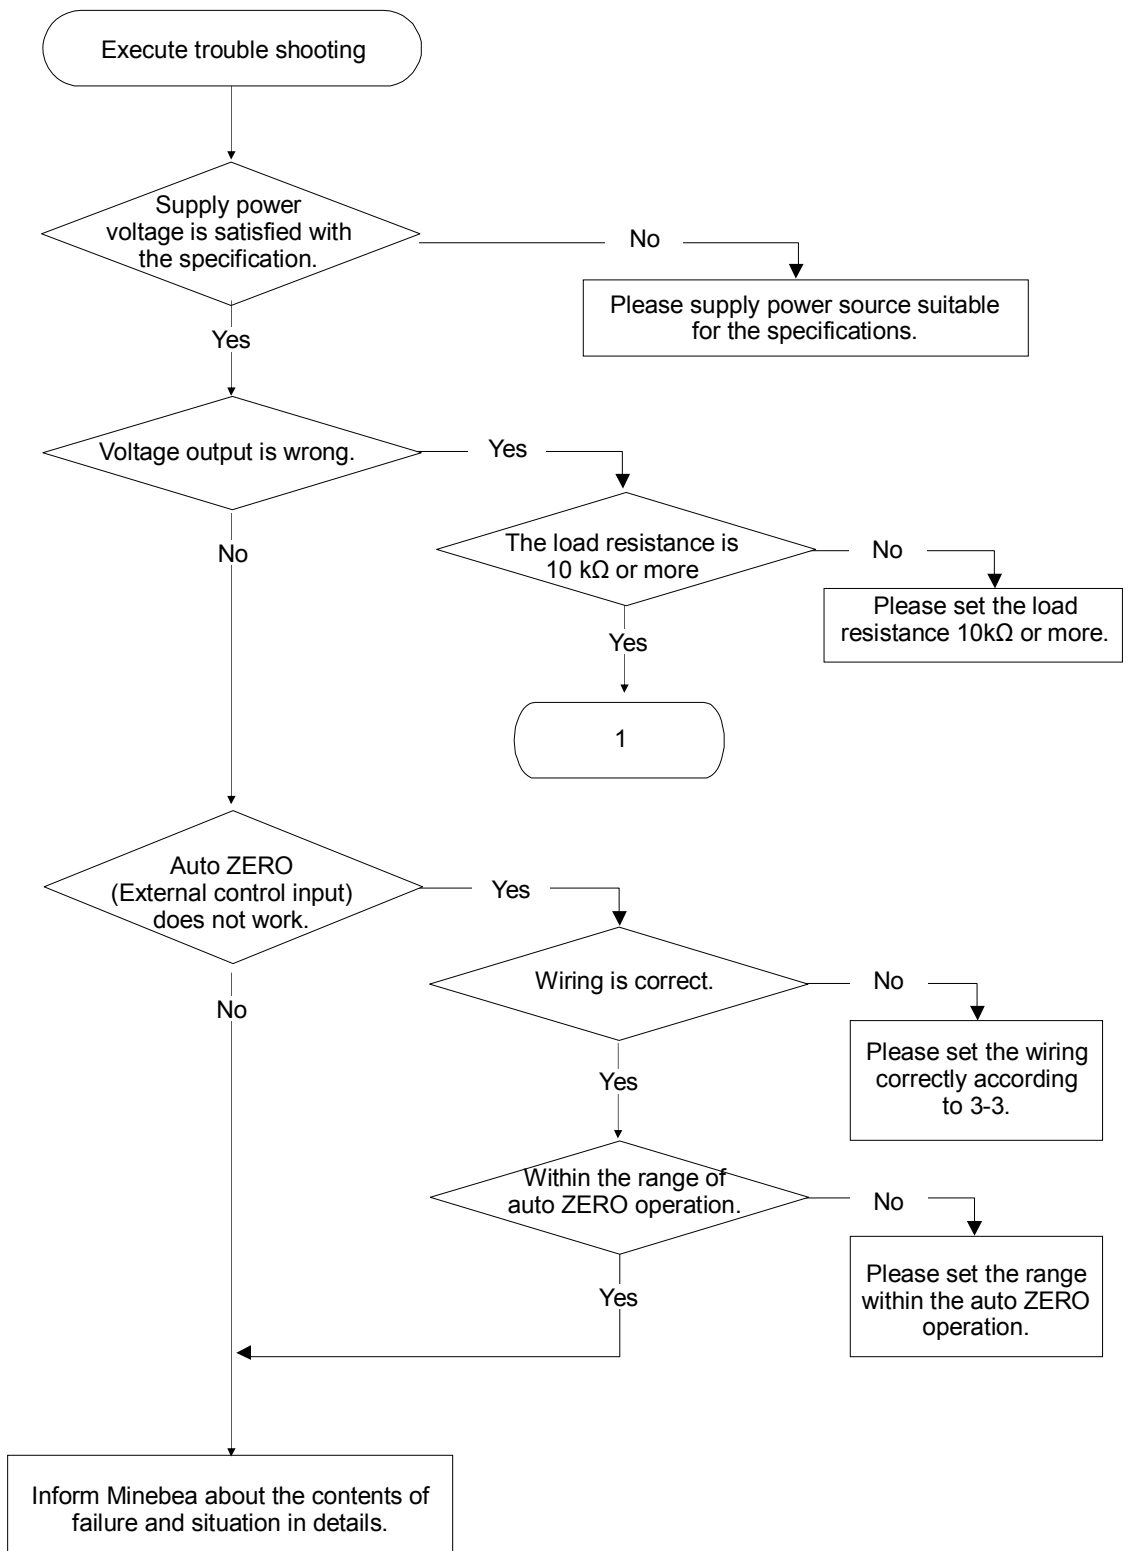 Execute trouble shooting
Supply power
voltage is satisfied with
the specification.
No
Please supply power source suitable
for the specifications.
Yes
Voltage output is wrong.
Yes
The load resistance is
10 kΩ or more
No
Please set the load
resistance 10kΩ or more.
No
Yes
1
Auto ZERO
(External control input)
does not work.
Yes
Wiring is correct.
No
Please set the wiring
correctly according
to 3-3.
No
Yes
Within the range of
auto ZERO operation.
No
Please set the range
within the auto ZERO
operation.
Yes
Inform Minebea about the contents of
failure and situation in details.